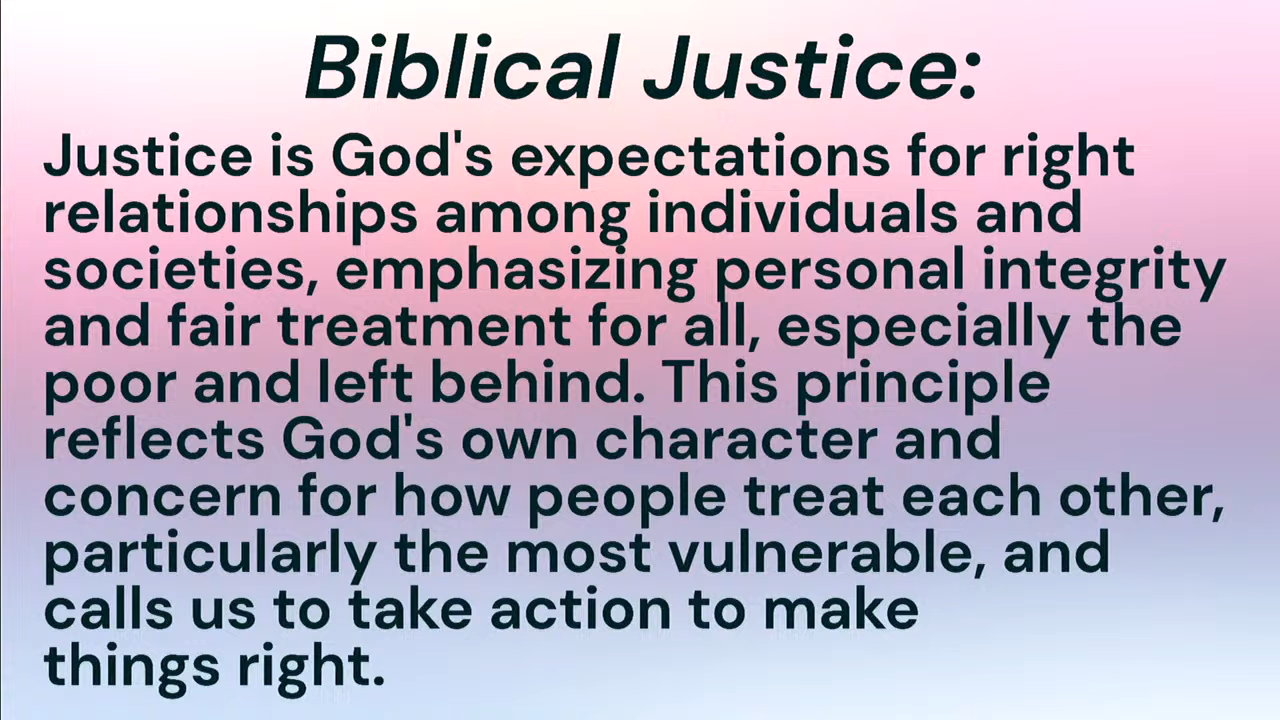 Biblical Justice:
Justice is God's expectations for right
relationships among individuals and
societies, emphasizing personal integrity
and fair treatment for all, especially the
poor and left behind. This principle
reflects God's own character and
concern for how people treat each other,
particularly the most vulnerable, and
calls us to take action to make
things right.